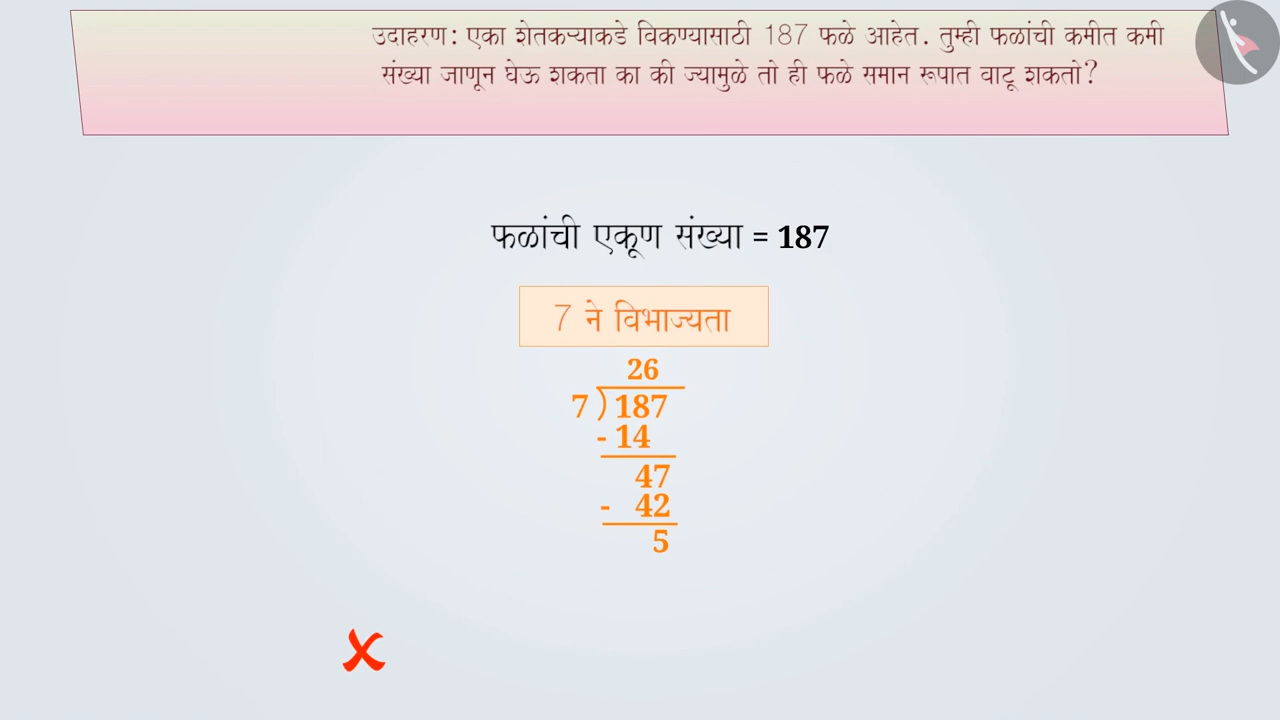 उदाहरण: एका शेतकऱ्याकडे विकण्यासाठी 187 फळे आहेत. तुम्ही फळांची कमीत कमी
संख्या जाणून घेऊ शकता का की ज्यामुळे तो ही फळे समान रूपात वाटू शकतो?
फळांची एकूण संख्या = 187
7 ने विभाज्यता
26
7 ) 187
- 14
47
- 42
5